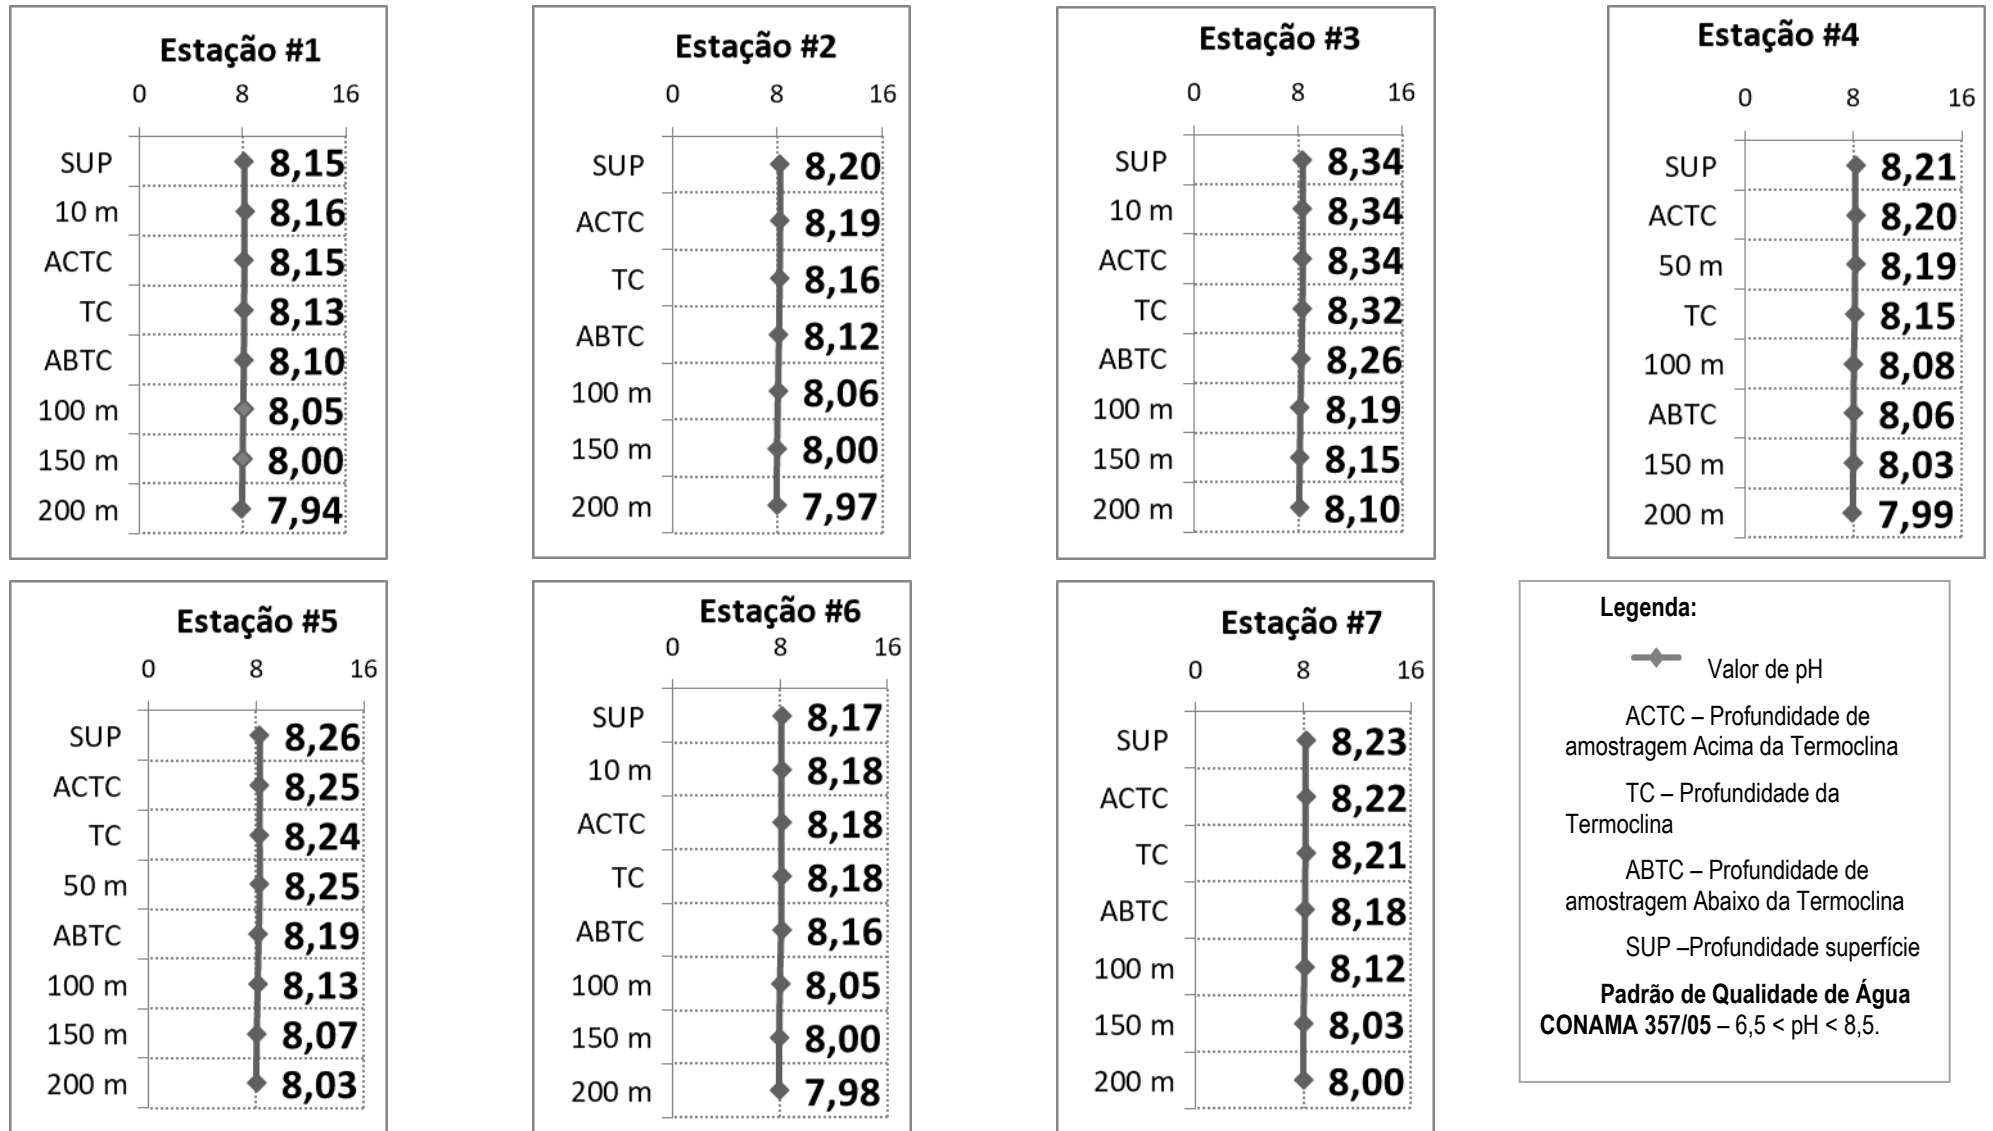 Estação #1
0 8 16
SUP 8,15
10 m 8,16
ACTC 8,15
TC 8,13
ABTC 8,10
100 m 8,05
150 m 8,00
200 m 7,94
Estação #2
0 8 16
SUP 8,20
ACTC 8,19
TC 8,16
ABTC 8,12
100 m 8,06
150 m 8,00
200 m 7,97
Estação #3
0 8 16
SUP 8,34
10 m 8,34
ACTC 8,34
TC 8,32
ABTC 8,26
100 m 8,19
150 m 8,15
200 m 8,10
Estação #4
0 8 16
SUP 8,21
ACTC 8,20
50 m 8,19
TC 8,15
100 m 8,08
ABTC 8,06
150 m 8,03
200 m 7,99
Estação #5
0 8 16
SUP 8,26
ACTC 8,25
TC 8,24
50 m 8,25
ABTC 8,19
100 m 8,13
150 m 8,07
200 m 8,03
Estação #6
0 8 16
SUP 8,17
10 m 8,18
ACTC 8,18
TC 8,18
ABTC 8,16
100 m 8,05
150 m 8,00
200 m 7,98
Estação #7
0 8 16
SUP 8,23
ACTC 8,22
TC 8,21
ABTC 8,18
100 m 8,12
150 m 8,03
200 m 8,00
Legenda:
Valor de pH
ACTC – Profundidade de
amostragem Acima da Termoclina
TC – Profundidade da
Termoclina
ABTC – Profundidade de
amostragem Abaixo da Termoclina
SUP –Profundidade superfície
Padrão de Qualidade de Água
CONAMA 357/05 – 6,5 < pH < 8,5.